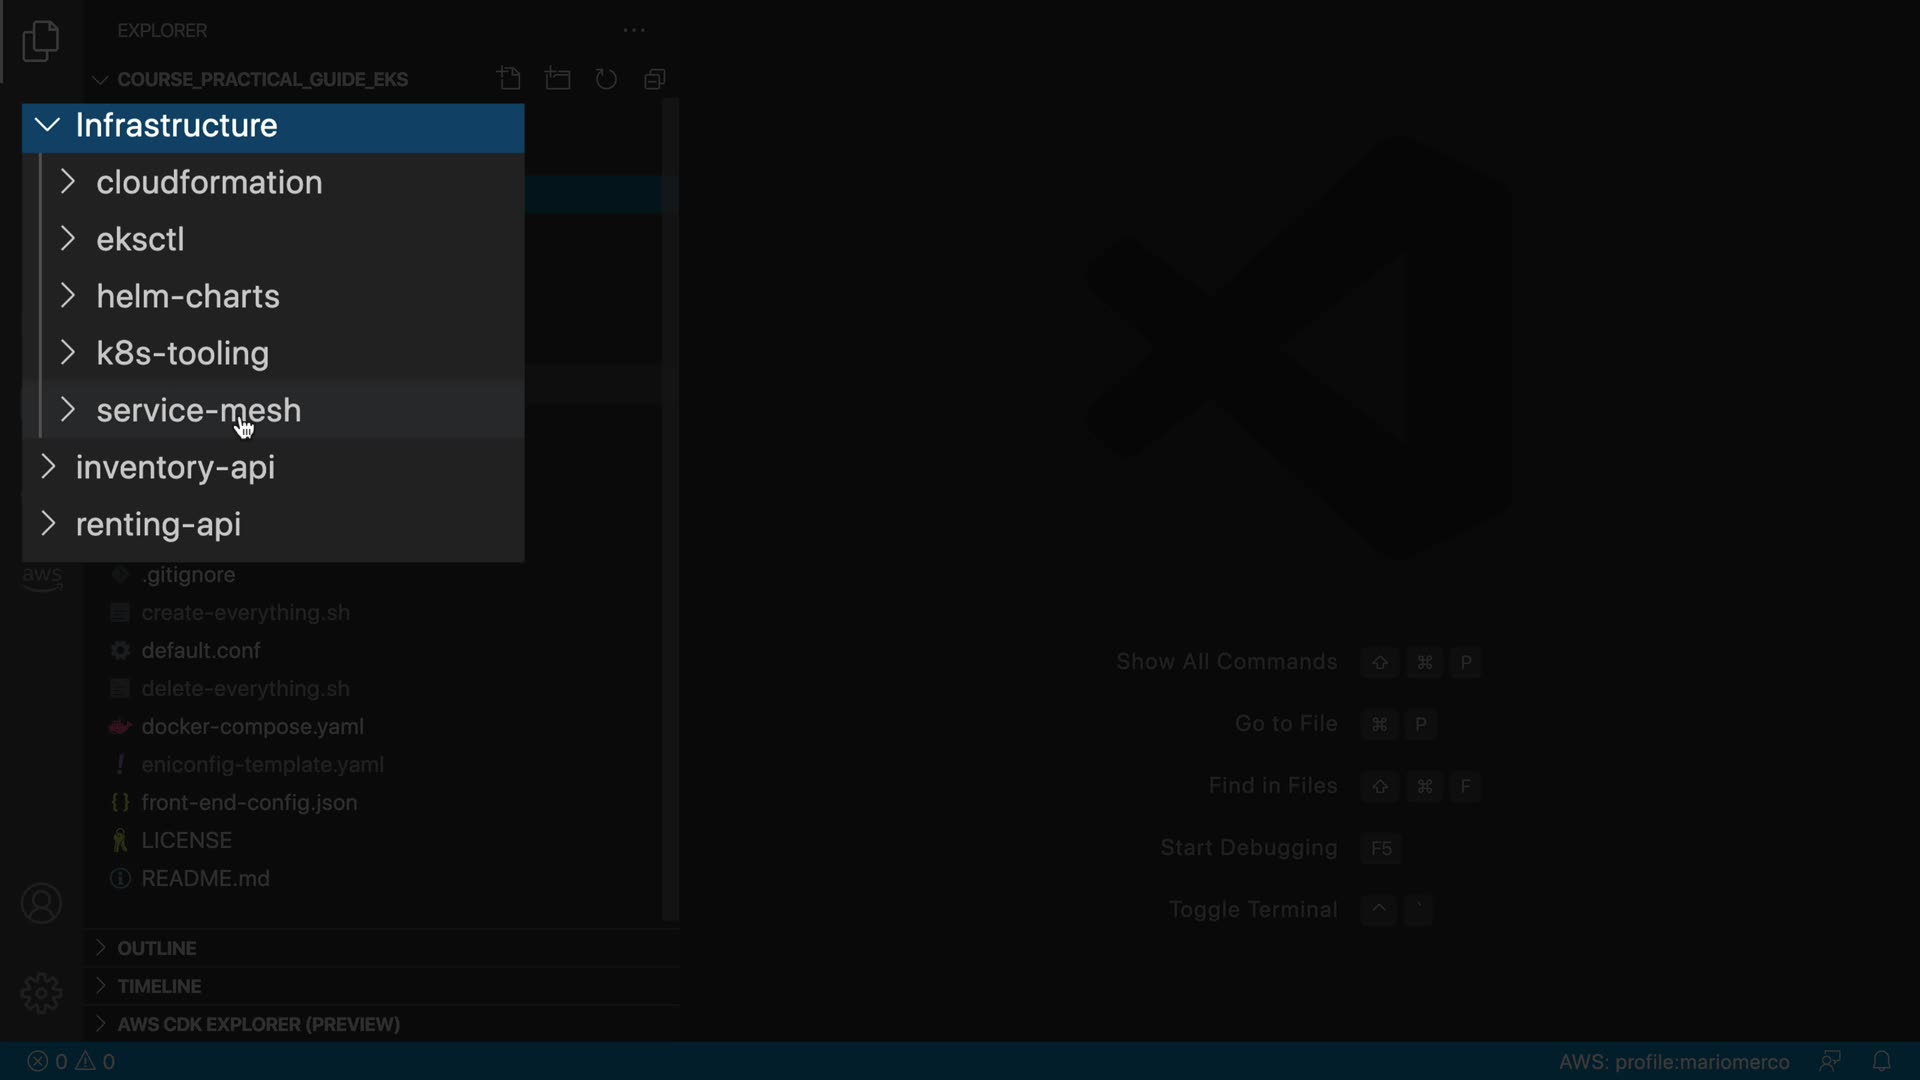 EXPLORER
COURSE_PRACTICAL_GUIDE_EKS
Infrastructure
cloudformation
eksctl
helm-charts
k8s-tooling
service-mesh
inventory-api
renting-api
aws
.gitignore
create-everything.sh
default.conf
delete-everything.sh
docker-compose.yaml
! eniconfig-template.yaml
{} front-end-config.json
LICENSE
README.md
OUTLINE
TIMELINE
AWS CDK EXPLORER (PREVIEW)
Show All Commands ⇧ ⌘ P
Go to File ⌘ P
Find in Files ⇧ ⌘ F
Start Debugging F5
Toggle Terminal ^ `
0 0
AWS: profile:mariomerco